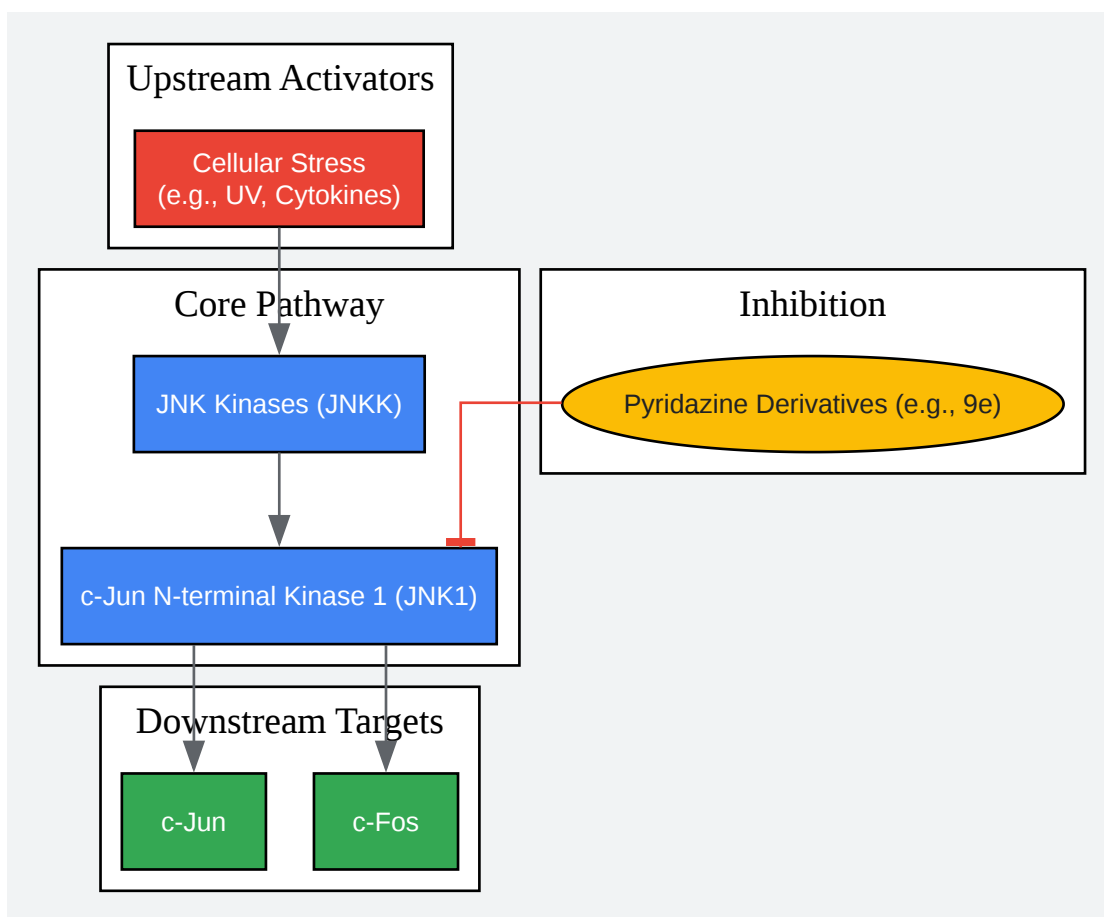 Upstream Activators
Cellular Stress
(e.g., UV, Cytokines)
Core Pathway
JNK Kinases (JNKK)
c-Jun N-terminal Kinase 1 (JNK1)
Inhibition
Pyridazine Derivatives (e.g., 9e)
Downstream Targets
c-Jun
c-Fos